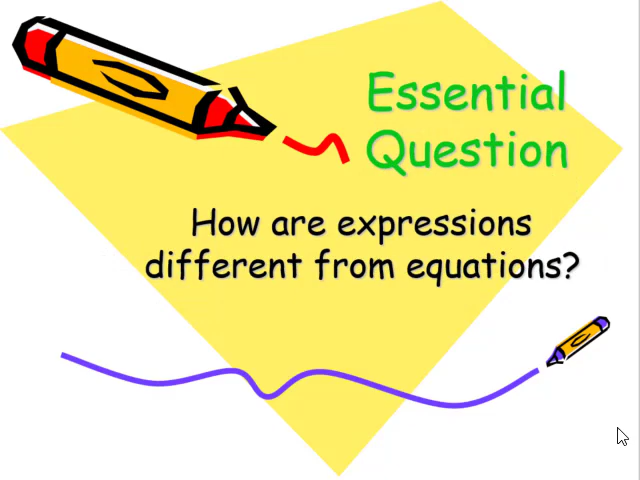 Essential
Question
How are expressions
different from equations?